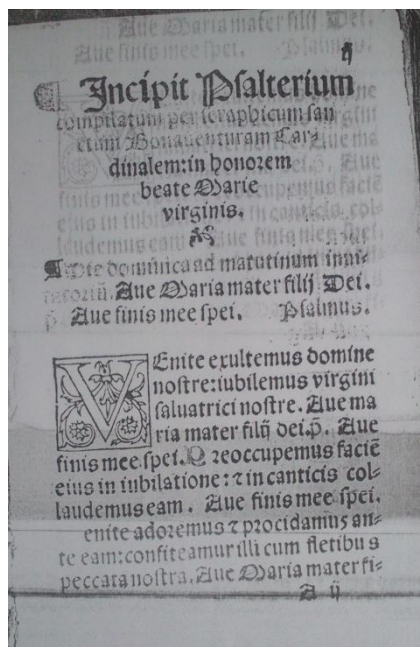 Incipit Psalterium
compilatum per seraphicum san
ctum Bonauenturam Car-
dinalem: in honorem
beate Marie
virginis.
dominica ad matutinum inui-
Aue Maria mater filij Dei.
Aue finis mee spei. Psalmus.
VEnite exultemus domine
nostre: iubilemus virgini
saluatrici nostre. Aue ma
ria mater filij dei. p̄. Aue
finis mee spei. Preoccupemus faciē
eius in iubilatione: ⁊ in canticis col-
laudemus eam. Aue finis mee spei.
enite adoremus ⁊ procidamus an-
te eam: confiteamur illi cum fletibus
peccata nostra. Aue Maria mater fi-
A ij